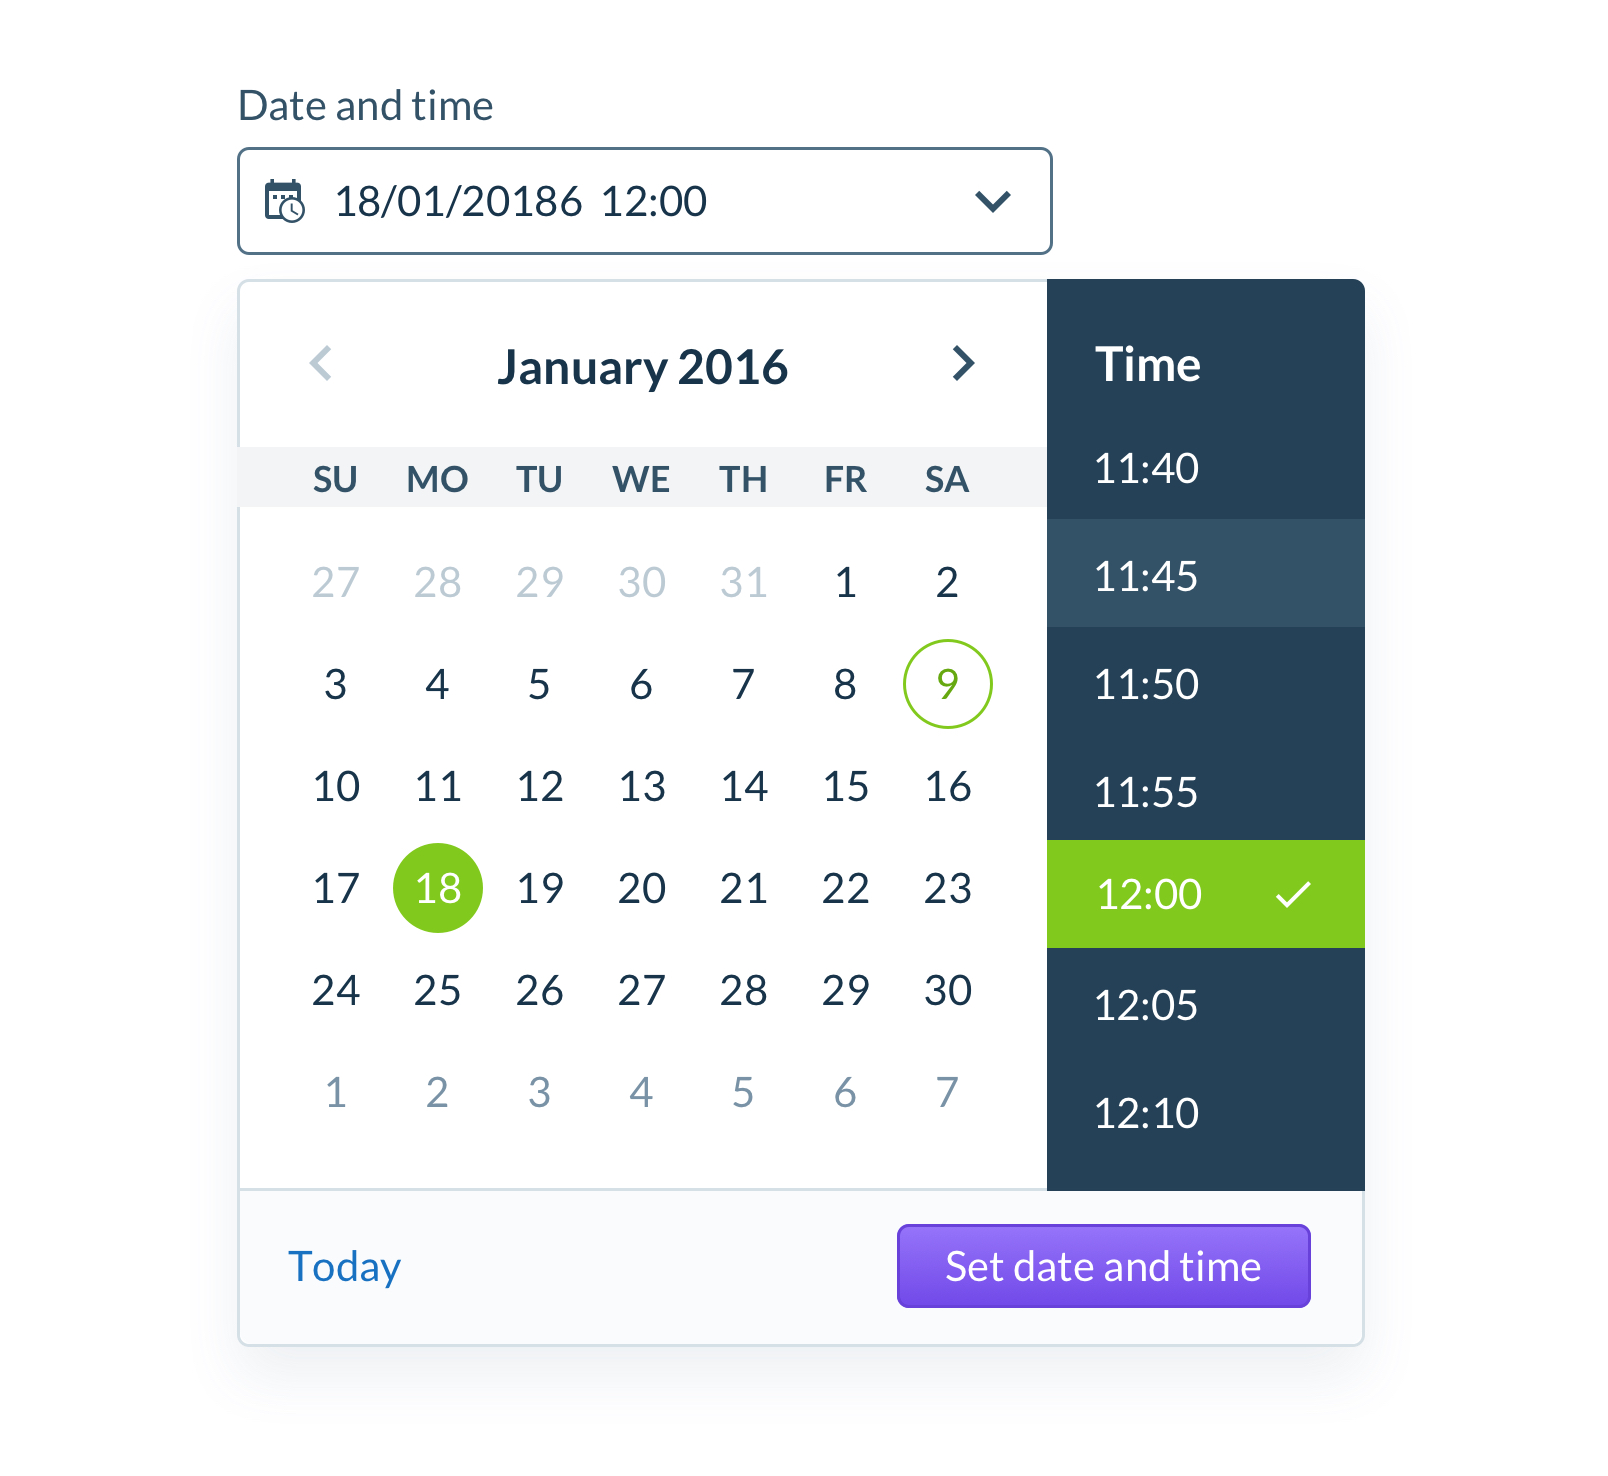 Date and time
18/01/20186 12:00
January 2016
SU MO TU WE TH FR SA
27 28 29 30 31 1 2
3 4 5 6 7 8 9
10 11 12 13 14 15 16
17 18 19 20 21 22 23
24 25 26 27 28 29 30
1 2 3 4 5 6 7
Time
11:40
11:45
11:50
11:55
12:00
12:05
12:10
Today
Set date and time